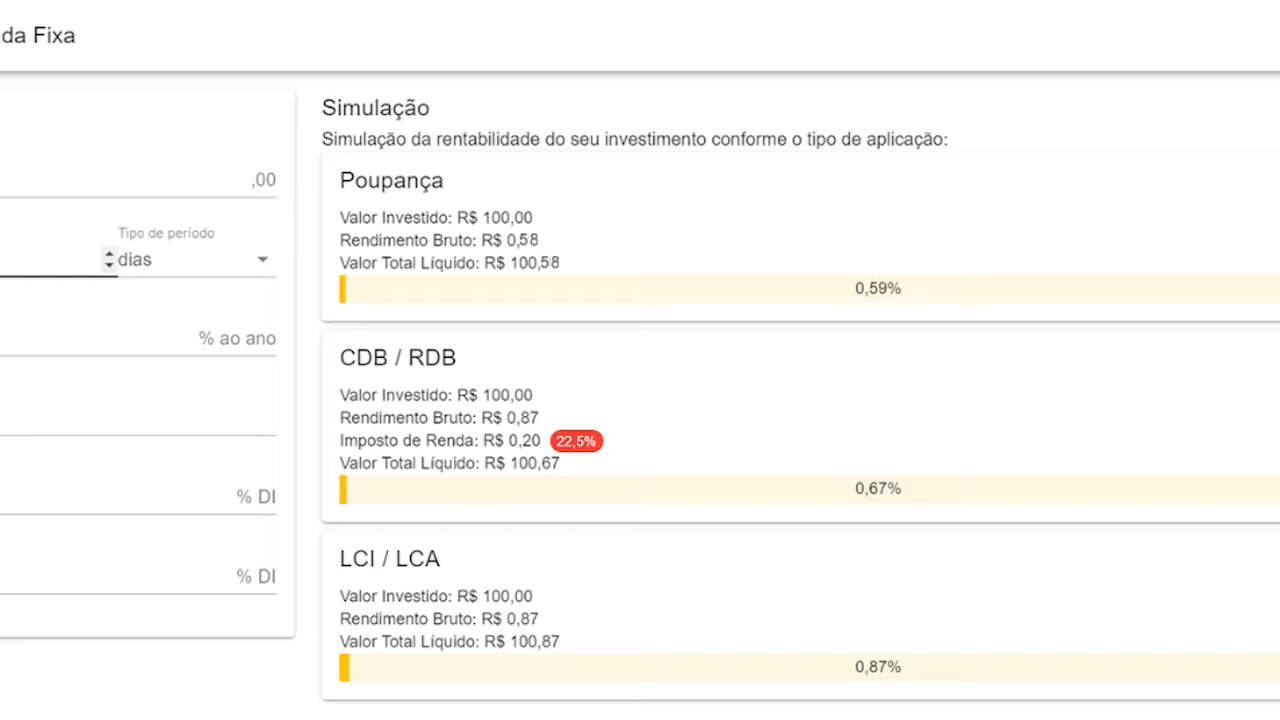 da Fixa
,00
Tipo de período
dias
% ao ano
% DI
% DI
Simulação
Simulação da rentabilidade do seu investimento conforme o tipo de aplicação:
Poupança
Valor Investido: R$ 100,00
Rendimento Bruto: R$ 0,58
Valor Total Líquido: R$ 100,58
0,59%
CDB / RDB
Valor Investido: R$ 100,00
Rendimento Bruto: R$ 0,87
Imposto de Renda: R$ 0,20 22,5%
Valor Total Líquido: R$ 100,67
0,67%
LCI / LCA
Valor Investido: R$ 100,00
Rendimento Bruto: R$ 0,87
Valor Total Líquido: R$ 100,87
0,87%